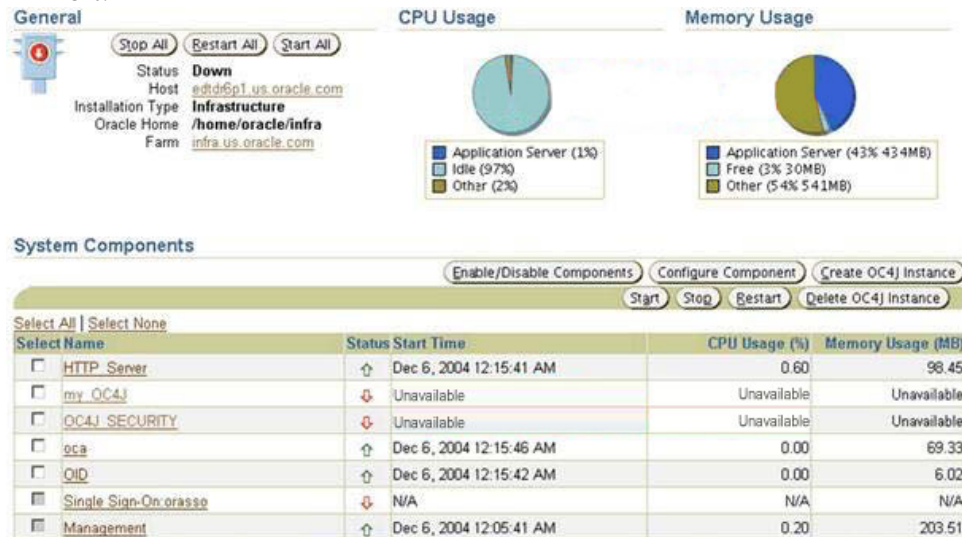 General
Stop All Restart All Start All
Status Down
Host edtdr6p1.us.oracle.com
Installation Type Infrastructure
Oracle Home /home/oracle/infra
Farm infra.us.oracle.com
CPU Usage
Application Server (1%)
Idle (97%)
Other (2%)
Memory Usage
Application Server (43% 434MB)
Free (3% 30MB)
Other (54% 541MB)
System Components
Enable/Disable Components Configure Component Create OC4J Instance
Start Stop Restart Delete OC4J Instance
Select All | Select None
Select Name Status Start Time CPU Usage (%) Memory Usage (MB)
HTTP_Server Dec 6, 2004 12:15:41 AM 0.60 98.45
my_OC4J Unavailable Unavailable Unavailable
OC4J_SECURITY Unavailable Unavailable Unavailable
oca Dec 6, 2004 12:15:46 AM 0.00 69.33
OID Dec 6, 2004 12:15:42 AM 0.00 6.02
Single Sign-On:orasso N/A N/A N/A
Management Dec 6, 2004 12:05:41 AM 0.20 203.51